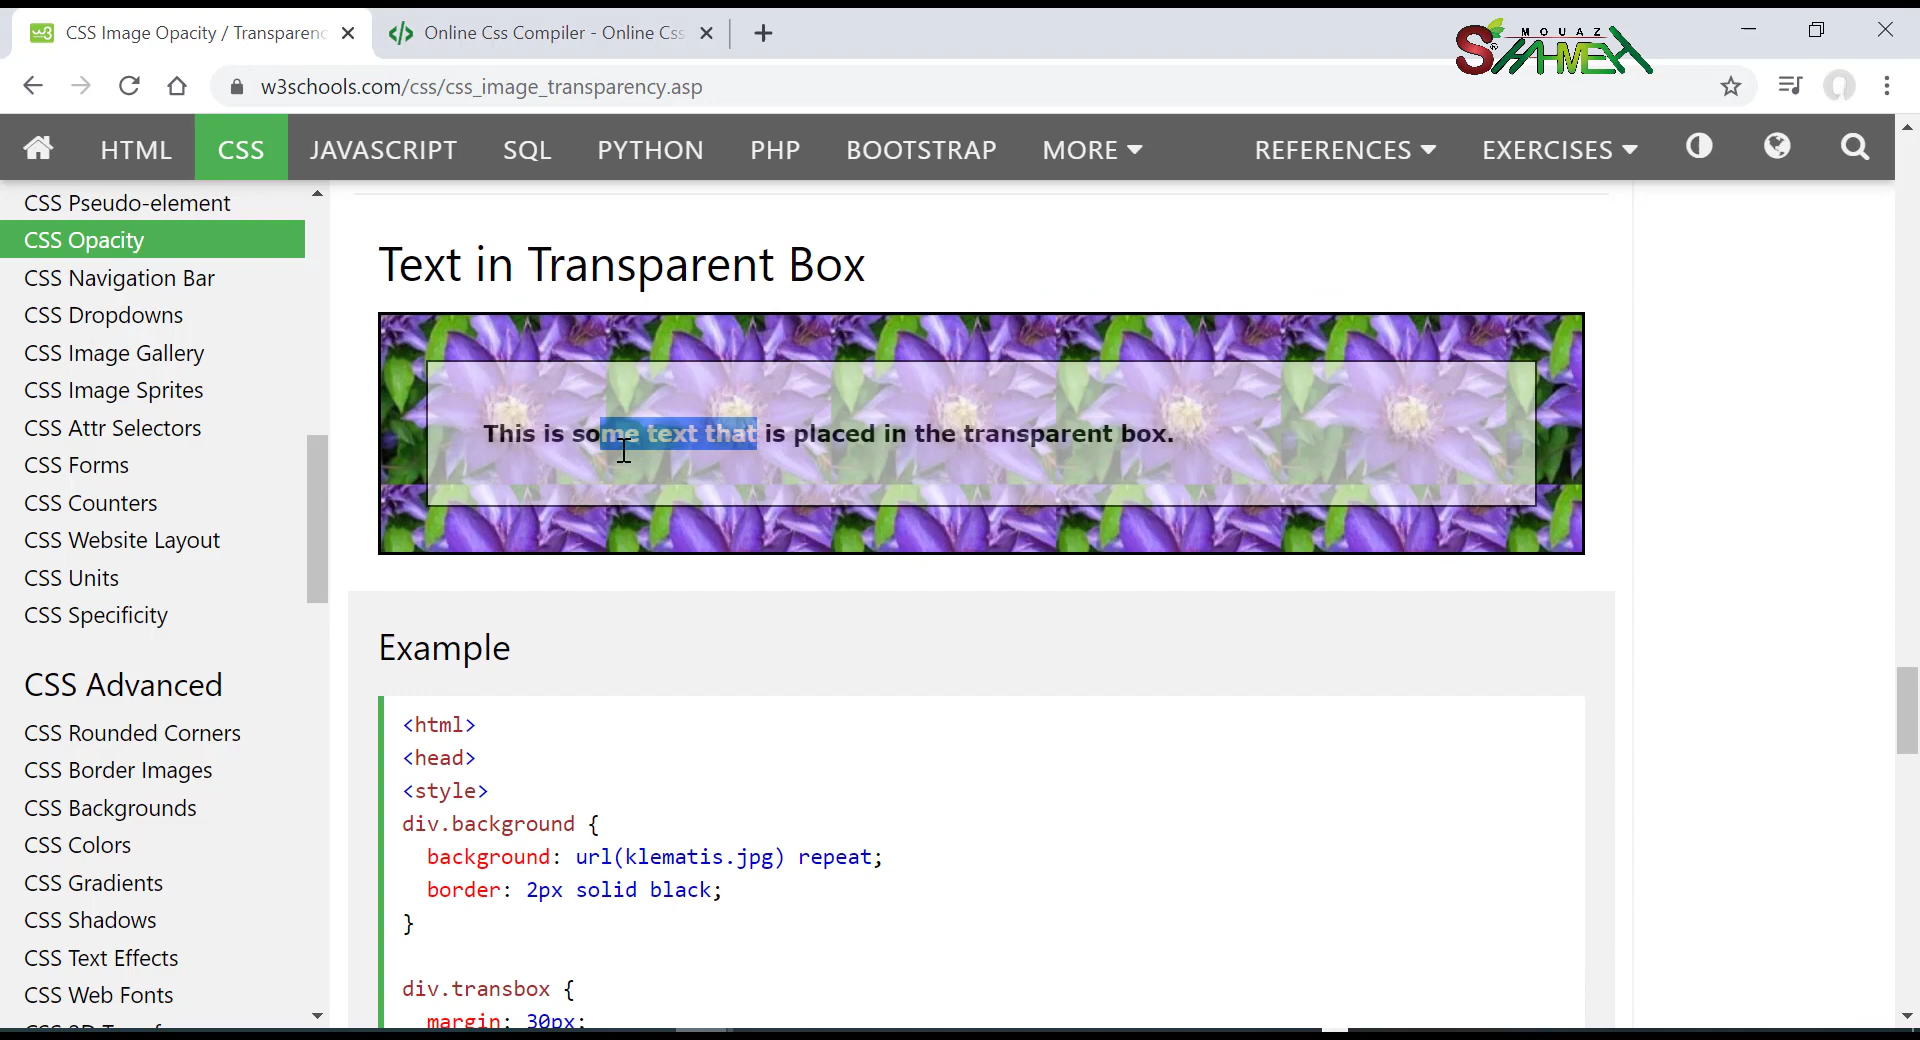 CSS Image Opacity / Transparenc
Online Css Compiler - Online Css
MOUAZ
w3schools.com/css/css_image_transparency.asp
HTML CSS JAVASCRIPT SQL PYTHON PHP BOOTSTRAP MORE REFERENCES EXERCISES
CSS Pseudo-element
CSS Opacity
CSS Navigation Bar
CSS Dropdowns
CSS Image Gallery
CSS Image Sprites
CSS Attr Selectors
CSS Forms
CSS Counters
CSS Website Layout
CSS Units
CSS Specificity
CSS Advanced
CSS Rounded Corners
CSS Border Images
CSS Backgrounds
CSS Colors
CSS Gradients
CSS Shadows
CSS Text Effects
CSS Web Fonts
Text in Transparent Box
This is some text that is placed in the transparent box.
Example
<html>
<head>
<style>
div.background {
background: url(klematis.jpg) repeat;
border: 2px solid black;
}
div.transbox {
margin: 30px;